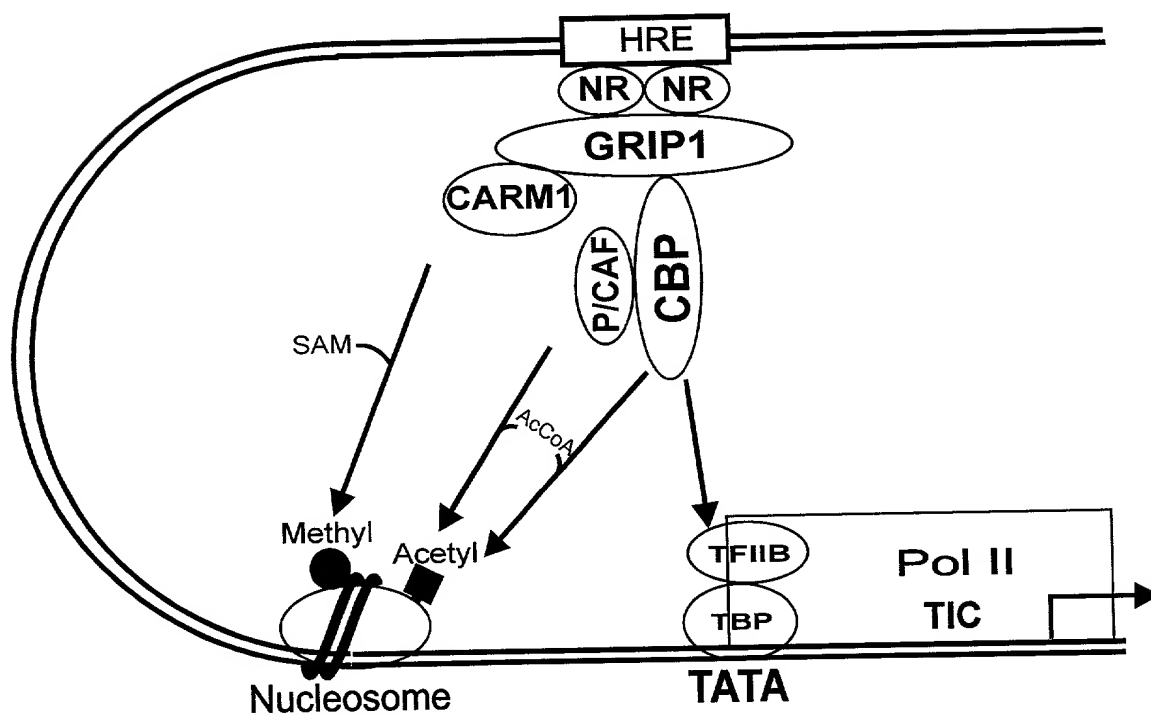 HRE
NR NR
GRIP1
CARM1
P/CAF
CBP
SAM
AcCoA
Methyl
Acetyl
TFIIB
Pol II
TBP
TIC
Nucleosome
TATA